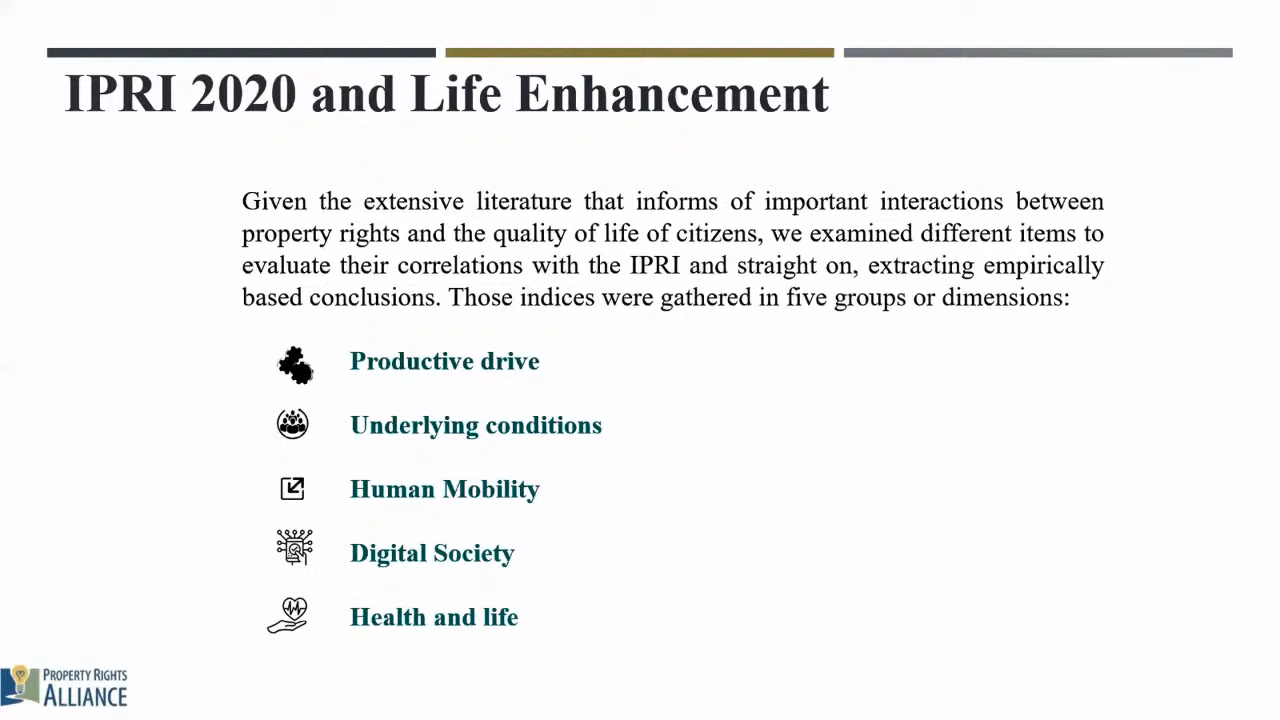 IPRI 2020 and Life Enhancement
Given the extensive literature that informs of important interactions between
property rights and the quality of life of citizens, we examined different items to
evaluate their correlations with the IPRI and straight on, extracting empirically
based conclusions. Those indices were gathered in five groups or dimensions:
Productive drive
Underlying conditions
Human Mobility
Digital Society
Health and life
PROPERTY RIGHTS
ALLIANCE